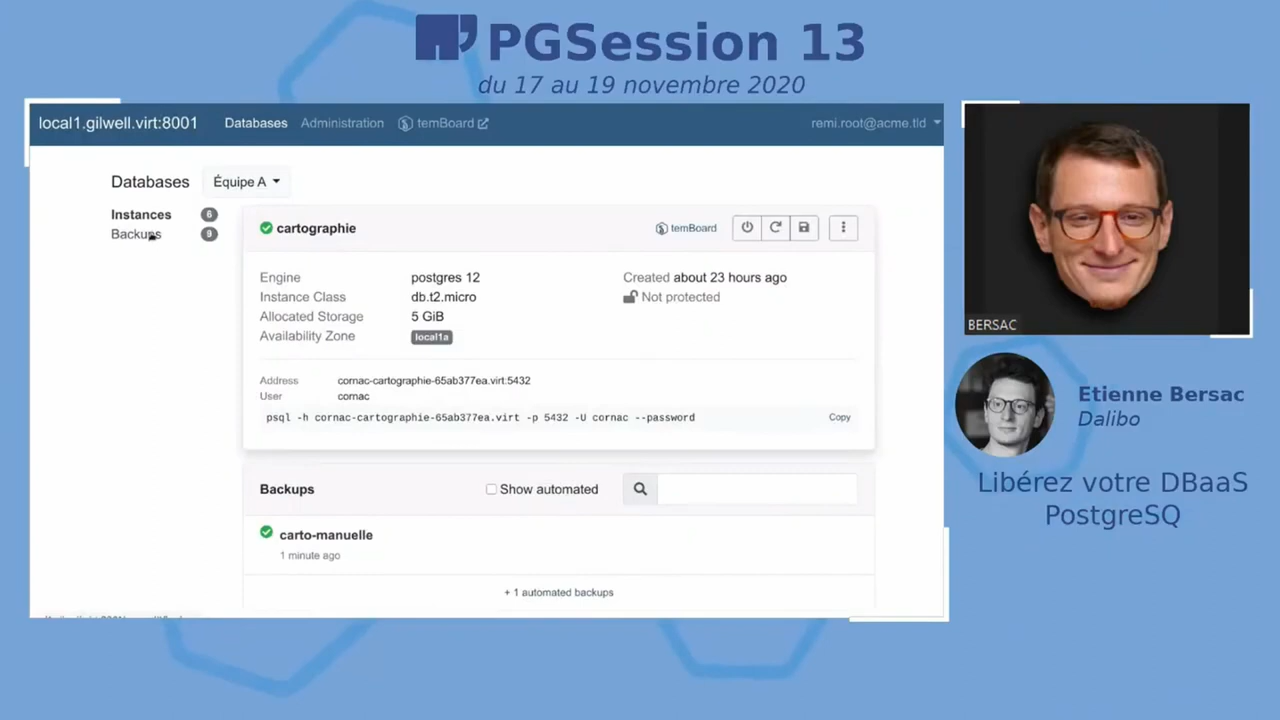 PGSession 13
du 17 au 19 novembre 2020
local1.gilwell.virt:8001 Databases Administration temBoard remi.root@acme.tld
Databases Équipe A
Instances 6
Backups 9
cartographie temBoard
Engine postgres 12 Created about 23 hours ago
Instance Class db.t2.micro Not protected
Allocated Storage 5 GiB
Availability Zone local1a
Address cornac-cartographie-65ab377ea.virt:5432
User cornac
psql -h cornac-cartographie-65ab377ea.virt -p 5432 -U cornac --password Copy
Backups Show automated
carto-manuelle
1 minute ago
+ 1 automated backups
BERSAC
Etienne Bersac
Dalibo
Libérez votre DBaaS
PostgreSQ